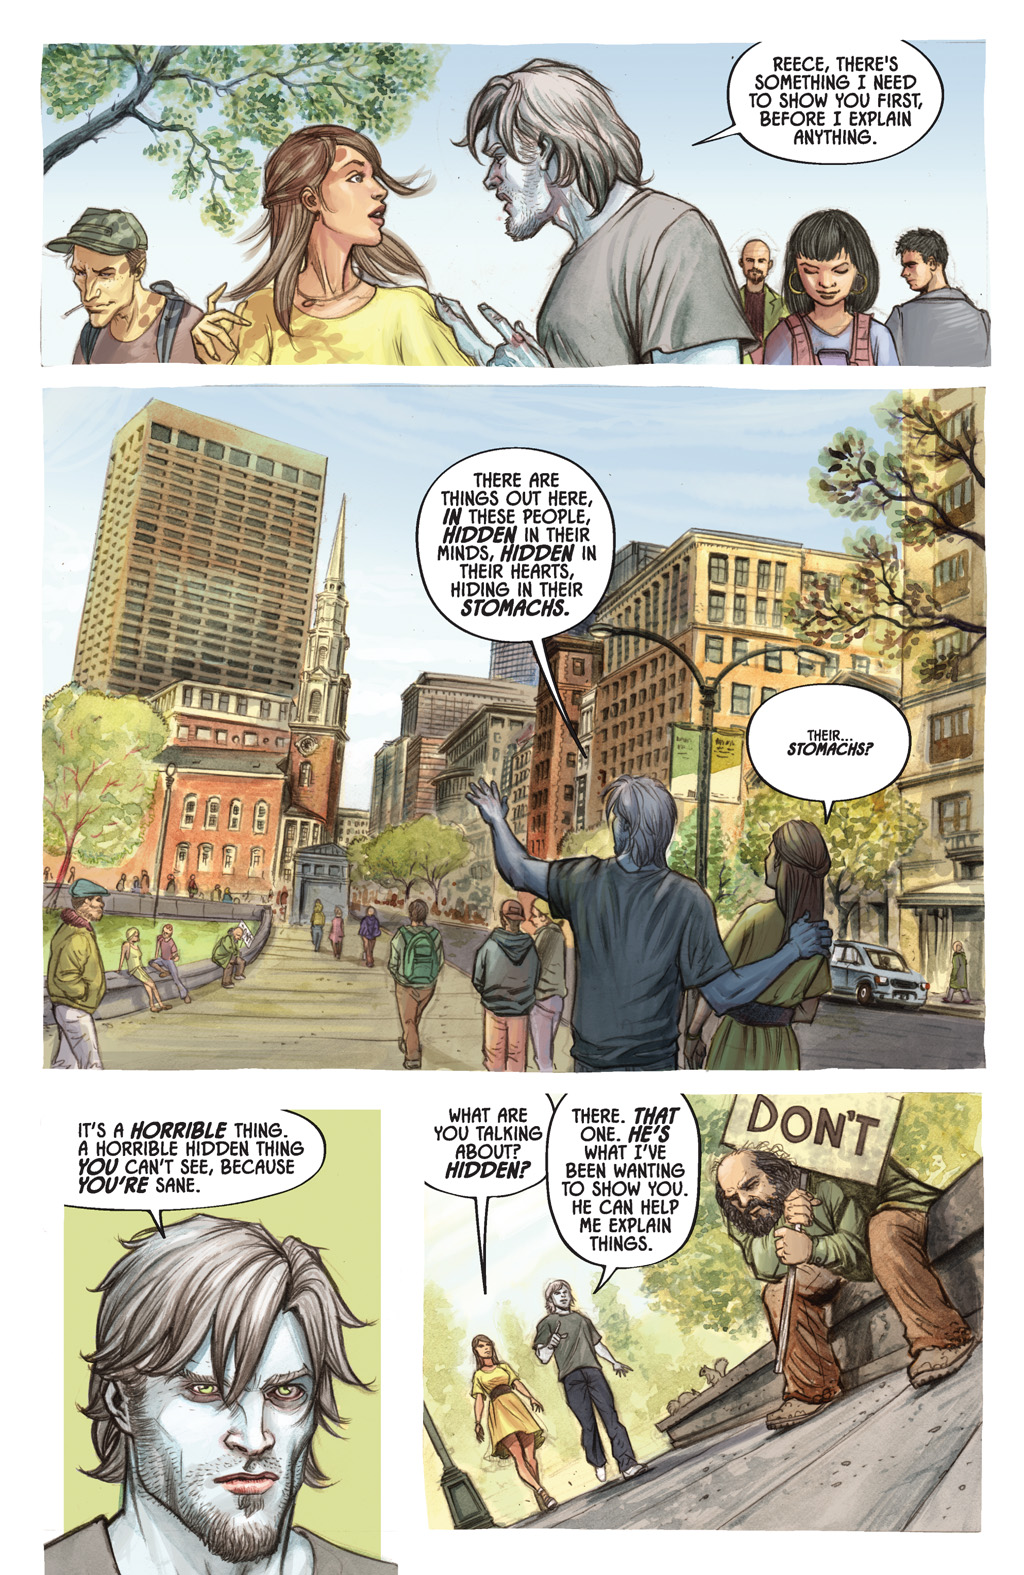 REECE, THERE'S
SOMETHING I NEED
TO SHOW YOU FIRST,
BEFORE I EXPLAIN
ANYTHING.
THERE ARE
THINGS OUT HERE,
IN THESE PEOPLE,
HIDDEN IN THEIR
MINDS, HIDDEN IN
THEIR HEARTS,
HIDING IN THEIR
STOMACHS.
THEIR...
STOMACHS?
IT'S A HORRIBLE THING.
A HORRIBLE HIDDEN THING
YOU CAN'T SEE, BECAUSE
YOU'RE SANE.
WHAT ARE
YOU TALKING
ABOUT?
HIDDEN?
THERE. THAT
ONE. HE'S
WHAT I'VE
BEEN WANTING
TO SHOW YOU.
HE CAN HELP
ME EXPLAIN
THINGS.
DON'T